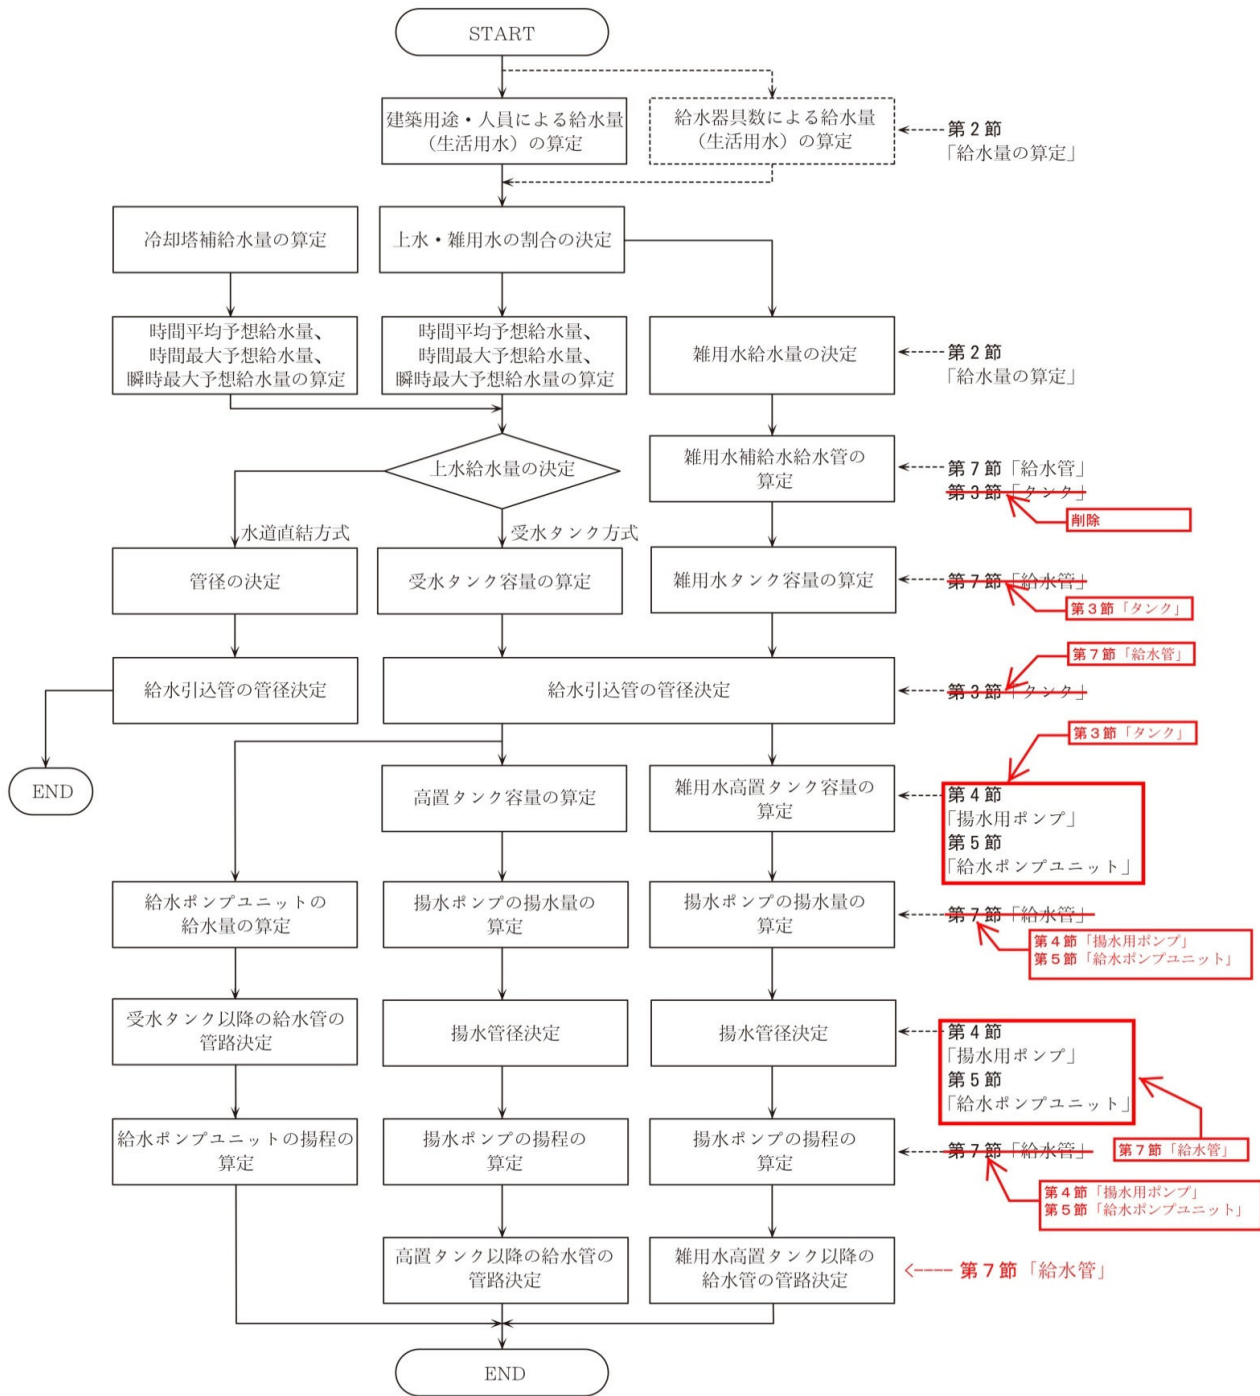 START
建築用途・人員による給水量
（生活用水）の算定
給水器具数による給水量
（生活用水）の算定
第２節
「給水量の算定」
冷却塔補給水量の算定
上水・雑用水の割合の決定
時間平均予想給水量、
時間最大予想給水量、
瞬時最大予想給水量の算定
時間平均予想給水量、
時間最大予想給水量、
瞬時最大予想給水量の算定
雑用水給水量の決定
第２節
「給水量の算定」
上水給水量の決定
雑用水補給水給水管の
算定
第７節「給水管」
第３節「タンク」
削除
水道直結方式
受水タンク方式
管径の決定
受水タンク容量の算定
雑用水タンク容量の算定
第７節「給水管」
第３節「タンク」
給水引込管の管径決定
給水引込管の管径決定
第７節「給水管」
第３節「タンク」
END
高置タンク容量の算定
雑用水高置タンク容量の
算定
第３節「タンク」
第４節
「揚水用ポンプ」
第５節
「給水ポンプユニット」
給水ポンプユニットの
給水量の算定
揚水ポンプの揚水量の
算定
揚水ポンプの揚水量の
算定
第７節「給水管」
第４節「揚水用ポンプ」
第５節「給水ポンプユニット」
受水タンク以降の給水管の
管路決定
揚水管径決定
揚水管径決定
第４節
「揚水用ポンプ」
第５節
「給水ポンプユニット」
第７節「給水管」
給水ポンプユニットの揚程の
算定
揚水ポンプの揚程の
算定
揚水ポンプの揚程の
算定
第７節「給水管」
第４節「揚水用ポンプ」
第５節「給水ポンプユニット」
高置タンク以降の給水管の
管路決定
雑用水高置タンク以降の
給水管の管路決定
第７節「給水管」
END